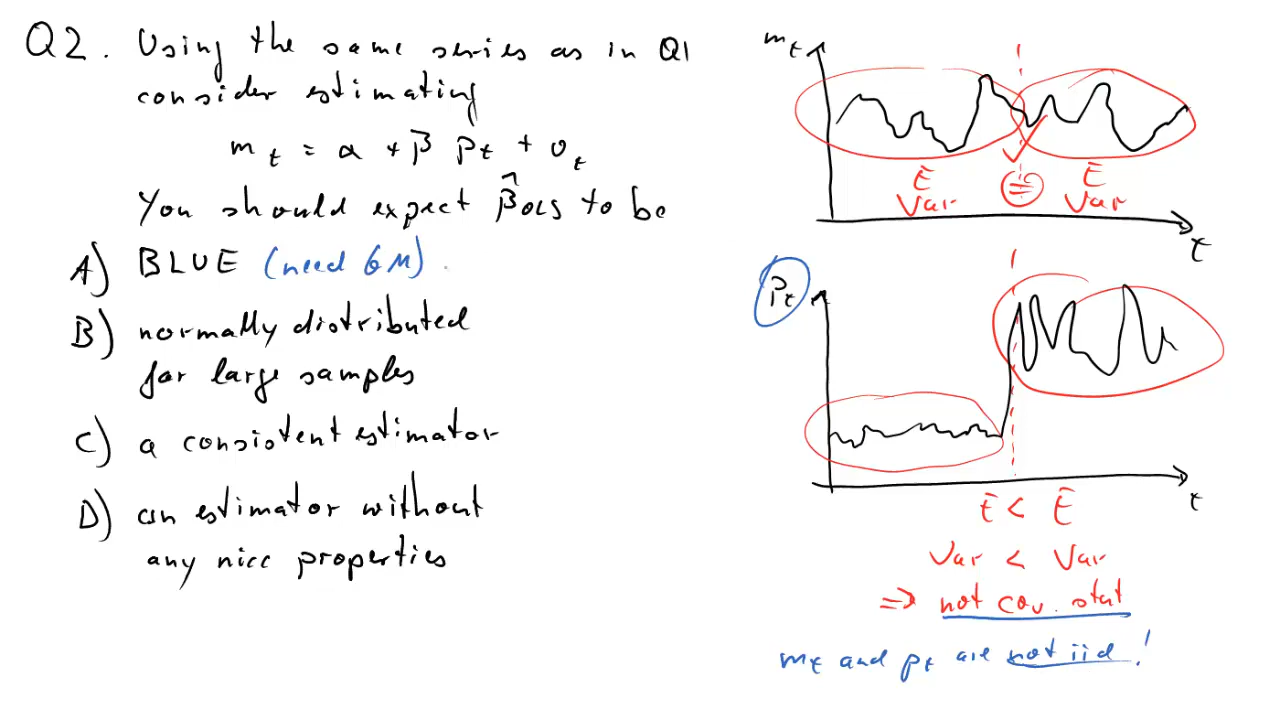 Q2. Using the same series as in Q1
consider estimating
m_t = α + β p_t + υ_t
You should expect β̂_OLS to be
A) BLUE (need GM)
B) normally distributed
for large samples
C) a consistent estimator
D) an estimator without
any nice properties
m_t
E
Var
=
E
Var
t
p_t
t
E < E
Var < Var
⇒ not cov. stat
m_t and p_t are not iid!